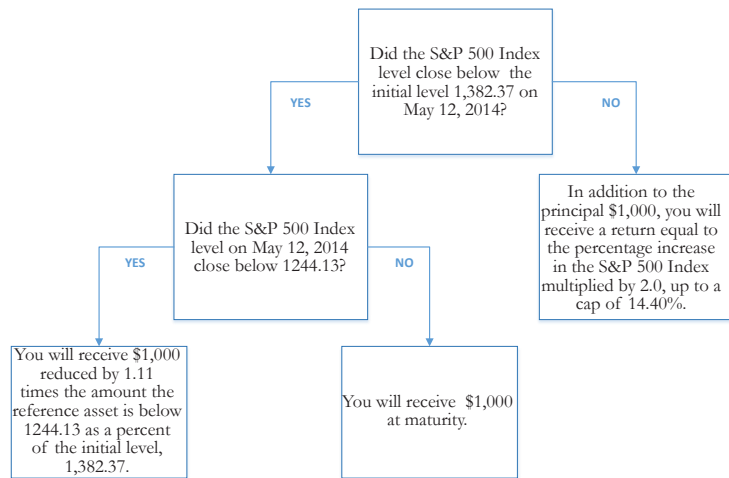 Did the S&P 500 Index
level close below the
initial level 1,382.37 on
May 12, 2014?
YES
NO
Did the S&P 500 Index
level on May 12, 2014
close below 1244.13?
In addition to the
principal $1,000, you will
receive a return equal to
the percentage increase
in the S&P 500 Index
multiplied by 2.0, up to a
cap of 14.40%.
YES
NO
You will receive $1,000
reduced by 1.11
times the amount the
reference asset is below
1244.13 as a percent
of the initial level,
1,382.37.
You will receive $1,000
at maturity.